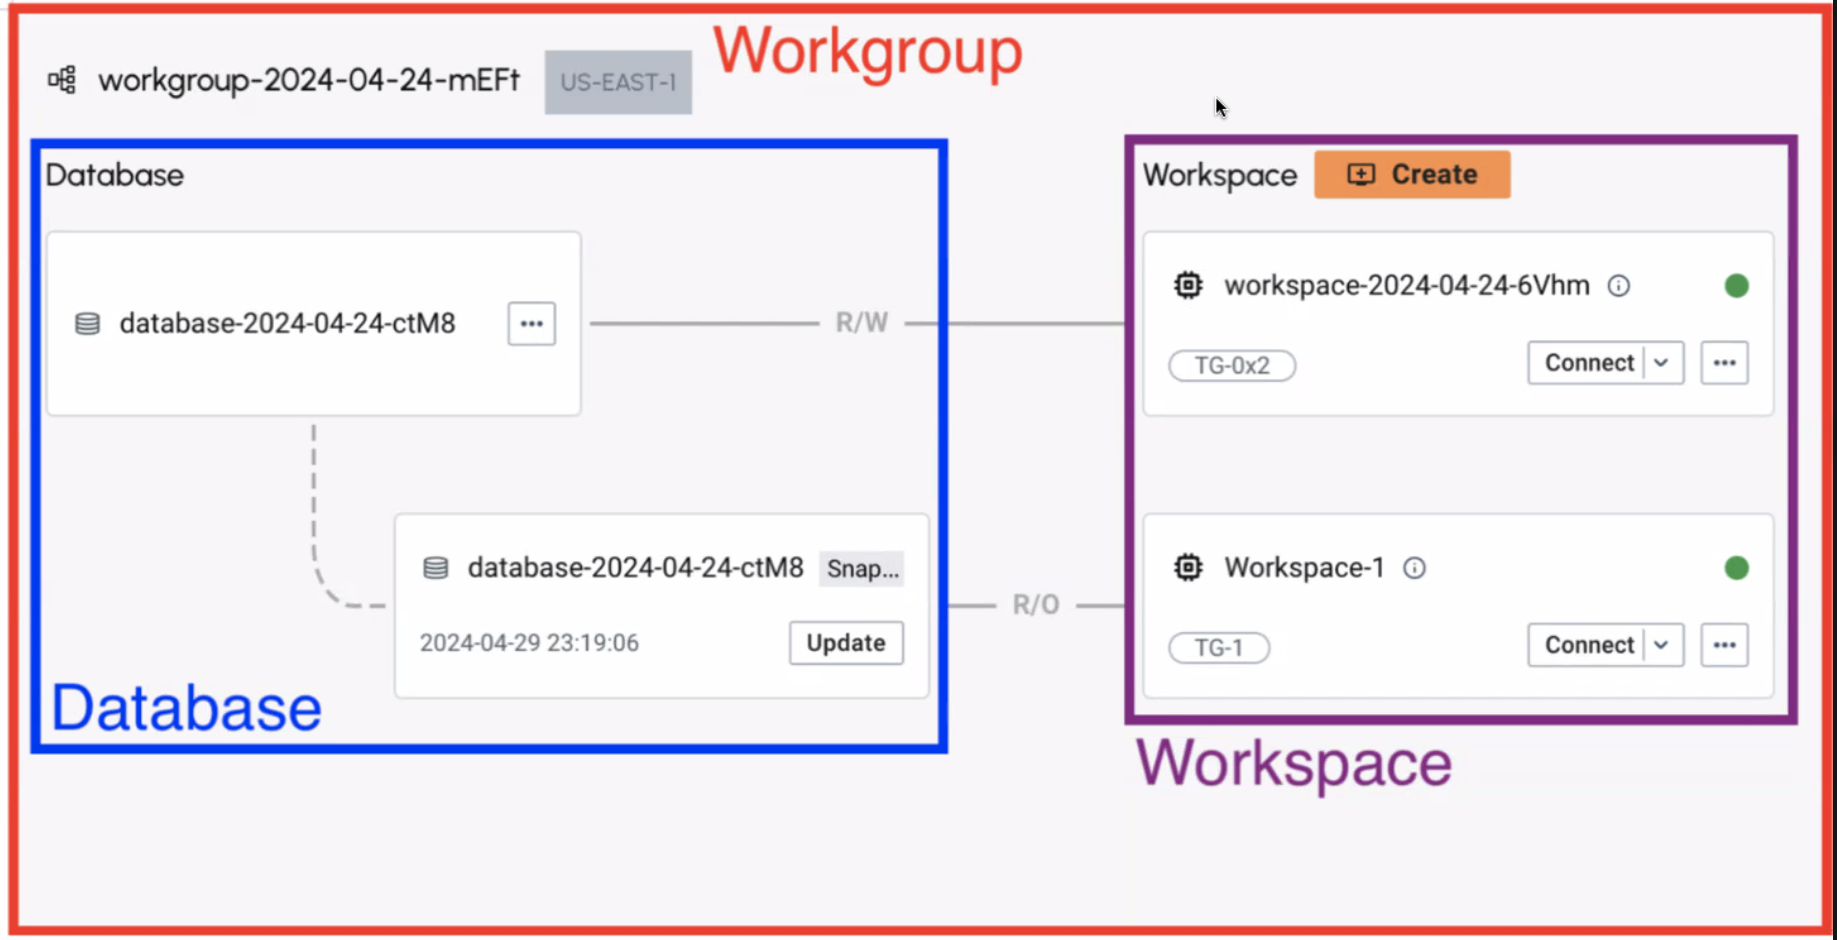 Workgroup
workgroup-2024-04-24-mEFt US-EAST-1
Database
database-2024-04-24-ctM8
R/W
database-2024-04-24-ctM8 Snap...
2024-04-29 23:19:06 Update
Database
R/O
Workspace Create
workspace-2024-04-24-6Vhm
TG-0x2 Connect
Workspace-1
TG-1 Connect
Workspace